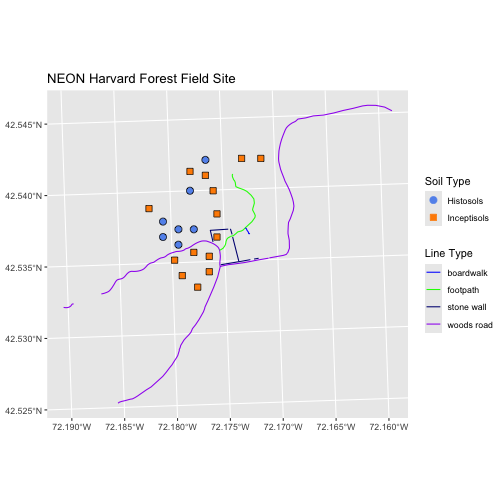 NEON Harvard Forest Field Site
42.545°N
42.540°N
42.535°N
42.530°N
42.525°N
72.190°W
72.185°W
72.180°W
72.175°W
72.170°W
72.165°W
72.160°W
Soil Type
Histosols
Inceptisols
Line Type
boardwalk
footpath
stone wall
woods road